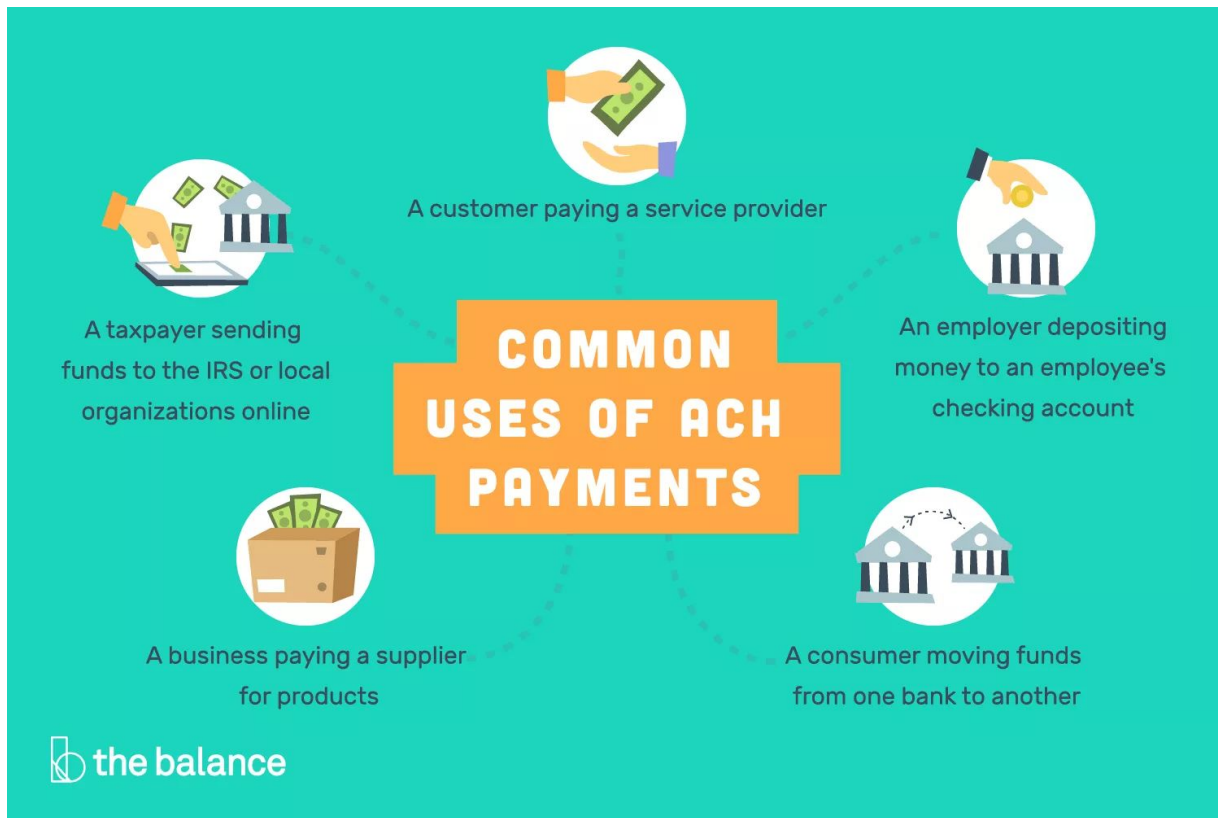 A customer paying a service provider
A taxpayer sending
funds to the IRS or local
organizations online
An employer depositing
money to an employee's
checking account
COMMON
USES OF ACH
PAYMENTS
A business paying a supplier
for products
A consumer moving funds
from one bank to another
the balance